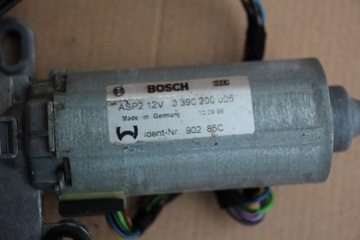 BOSCH
ASP2 12V 0 390 200 005
Made in Germany
Ident-Nr. 902 85C